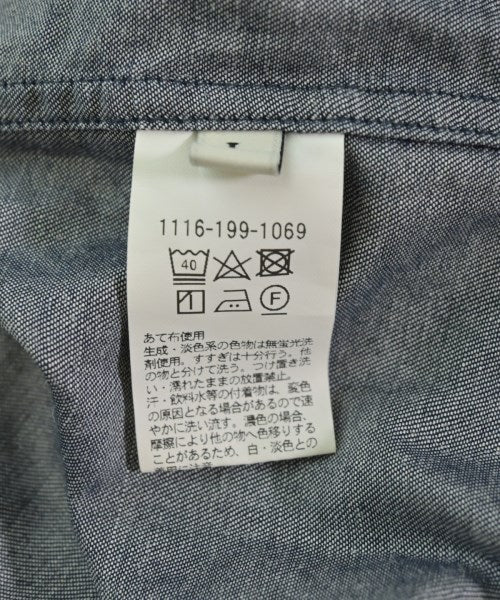 1116-199-1069
40
F
あて布使用
生成・淡色系の色物は無蛍光洗
剤使用。すすぎは十分行う。他
の物と分けて洗う。つけ置き洗
い・濡れたままの放置禁止。
汗・飲料水等の付着物は、変色
の原因となる場合があるので速
やかに洗い流す。濃色の場合、
摩擦により他の物へ色移りする
ことがあるため、白・淡色との